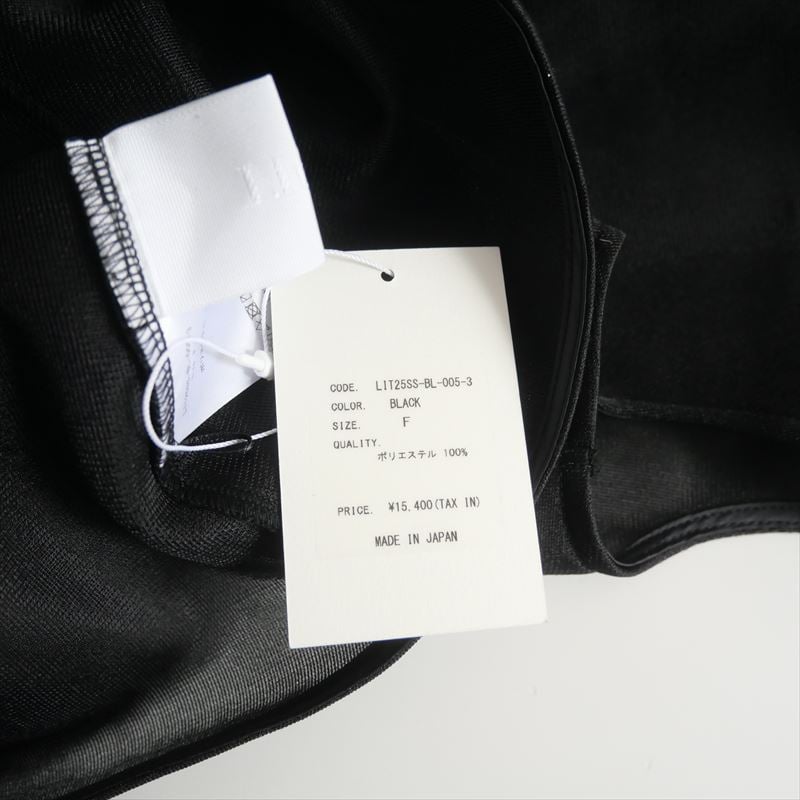 CODE. LIT25SS-BL-005-3
COLOR. BLACK
SIZE. F
QUALITY.
ポリエステル 100%
PRICE. ¥15,400(TAX IN)
MADE IN JAPAN